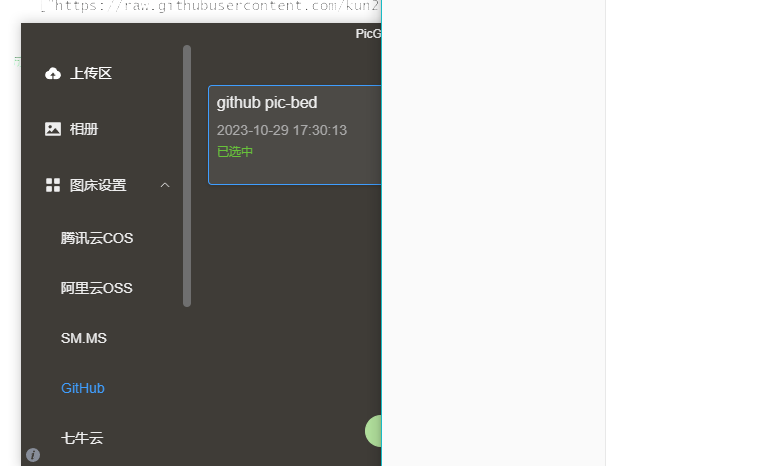 ["https://raw.githubusercontent.com/kun2
PicG
上传区
相册
图床设置
腾讯云COS
阿里云OSS
SM.MS
GitHub
七牛云
github pic-bed
2023-10-29 17:30:13
已选中